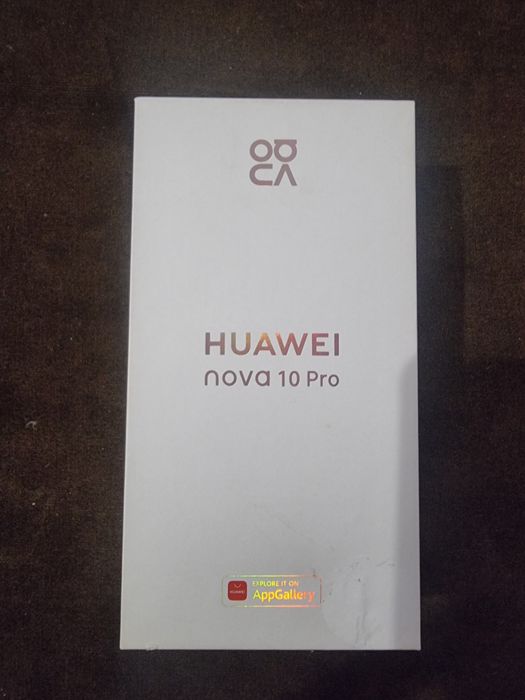 HUAWEI
nova 10 Pro
EXPLORE IT ON
HUAWEI AppGallery